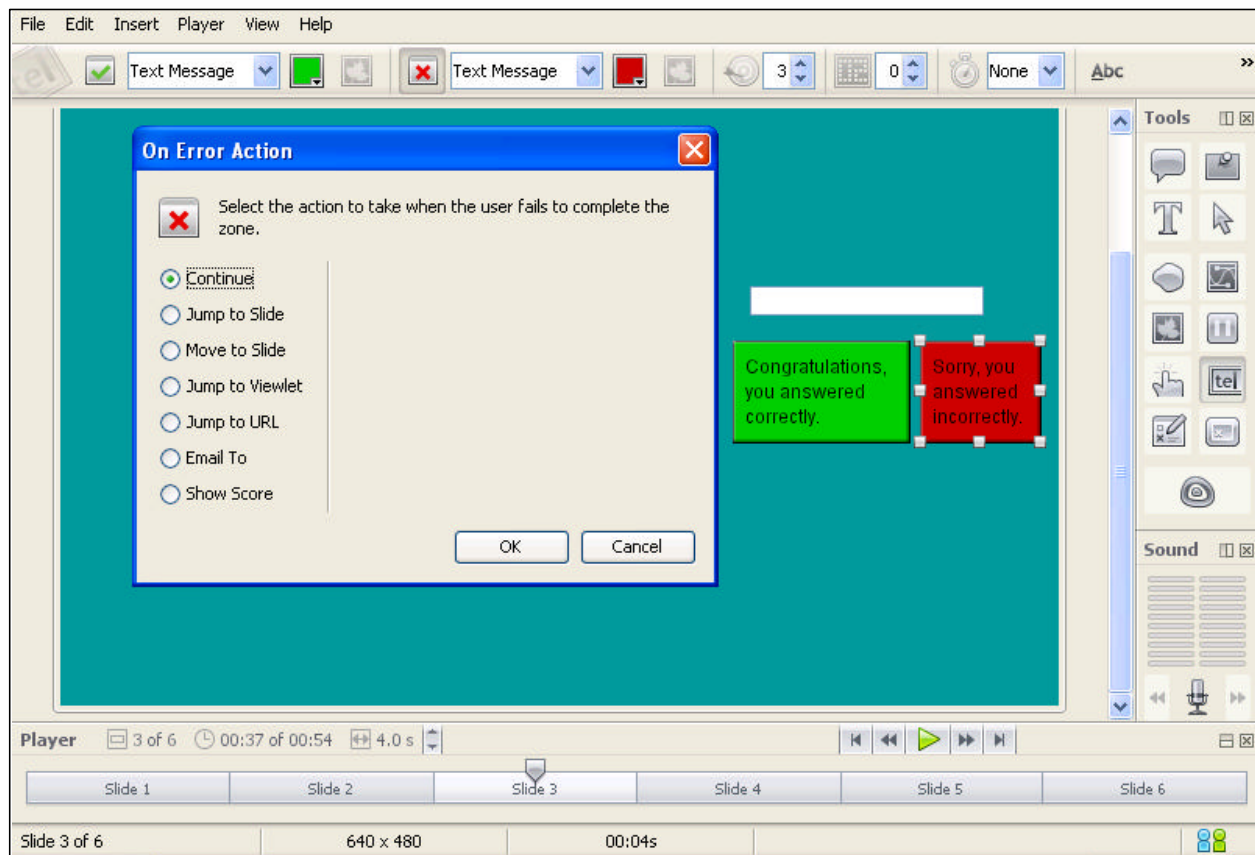 File Edit Insert Player View Help
Text Message Text Message 3 0 None Abc »
Tools
On Error Action
Select the action to take when the user fails to complete the
zone.
Continue
Jump to Slide
Move to Slide
Jump to Viewlet
Jump to URL
Email To
Show Score
OK Cancel
Congratulations,
you answered
correctly.
Sorry, you
answered
incorrectly.
T
tel
Sound
Player 3 of 6 00:37 of 00:54 4.0 s
Slide 1 Slide 2 Slide 3 Slide 4 Slide 5 Slide 6
Slide 3 of 6 640 x 480 00:04s